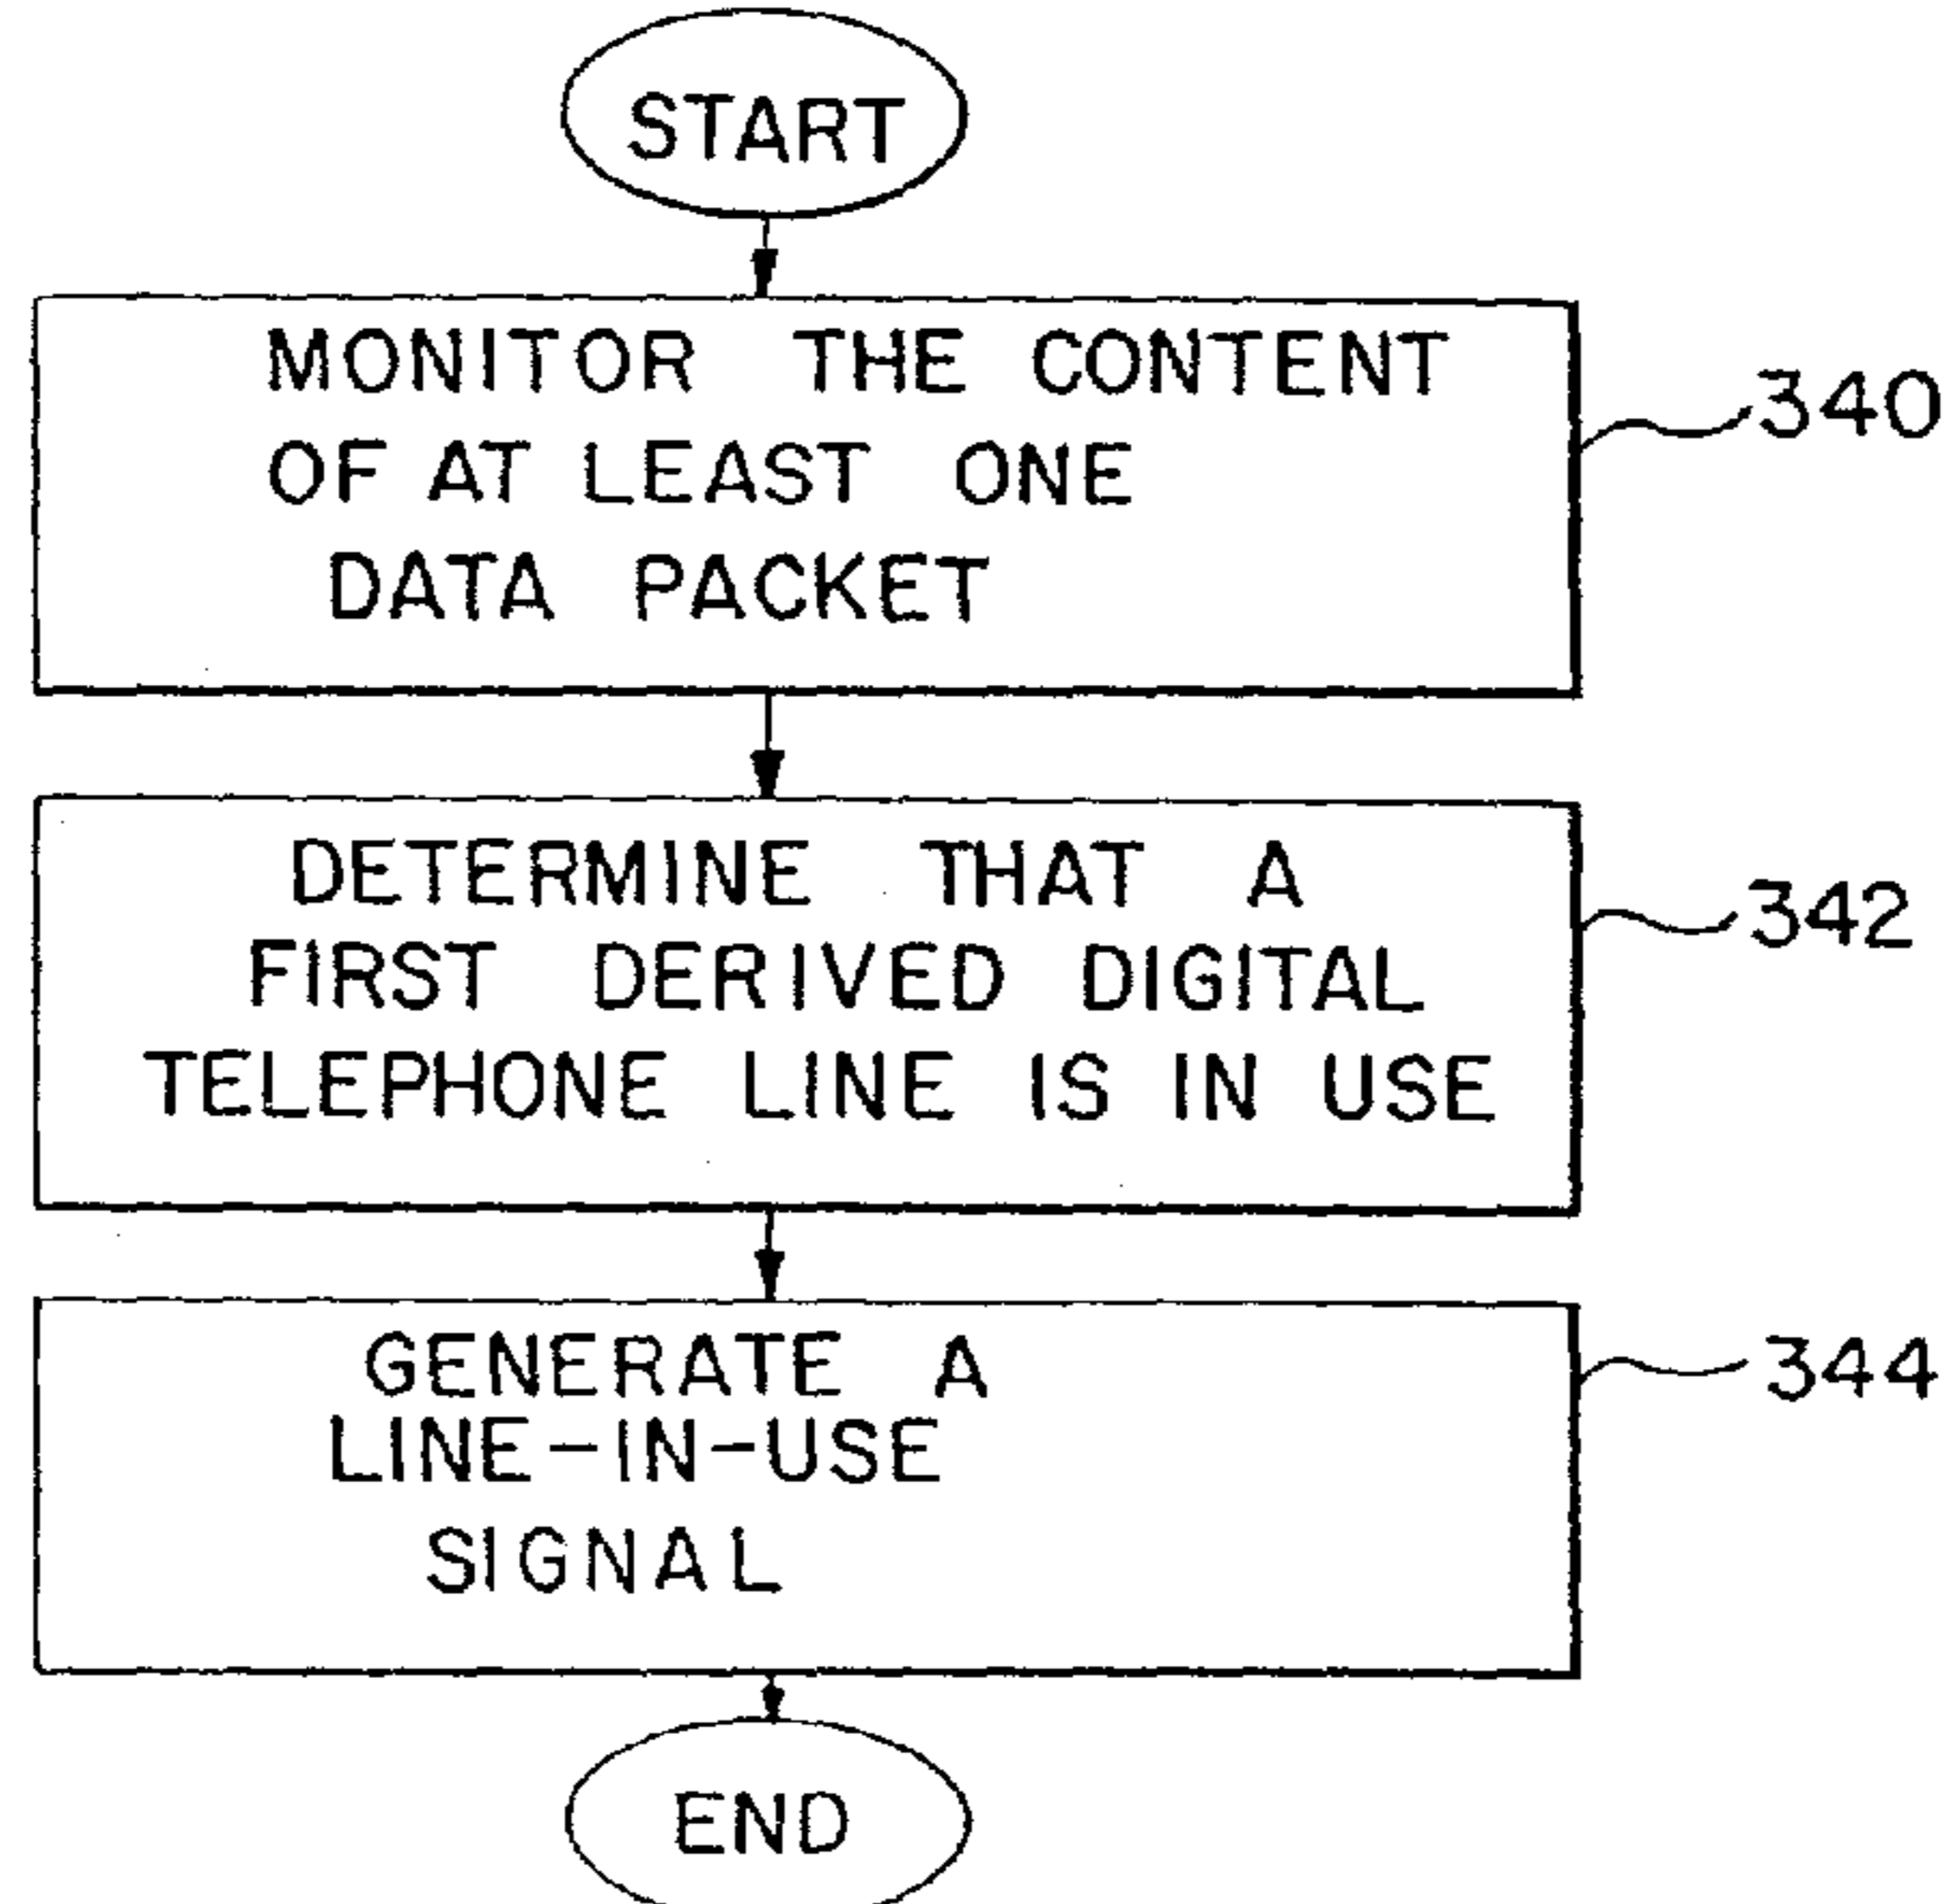 START
MONITOR THE CONTENT
OF AT LEAST ONE
DATA PACKET
340
DETERMINE THAT A
FIRST DERIVED DIGITAL
TELEPHONE LINE IS IN USE
342
GENERATE A
LINE-IN-USE
SIGNAL
344
END